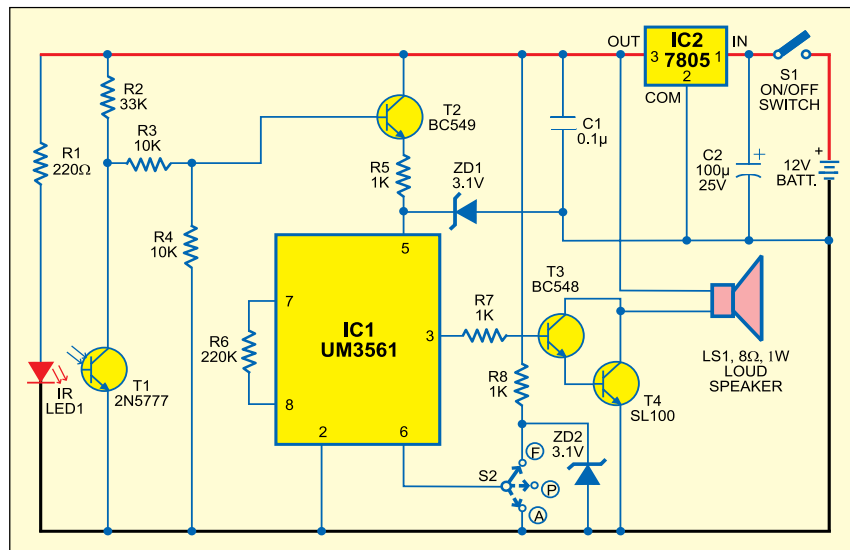 OUT
IC2
7805
IN
3
1
2
COM
S1
ON/OFF
SWITCH
R2
33K
T2
BC549
R3
10K
C1
0.1µ
R1
220Ω
R5
1K
ZD1
3.1V
C2
100µ
25V
+
+
12V
BATT.
R4
10K
5
T3
BC548
7
R7
1K
R6
220K
IC1
UM3561
3
LS1, 8Ω, 1W
LOUD
SPEAKER
IR
LED1
T1
2N5777
8
R8
1K
T4
SL100
2
6
ZD2
3.1V
F
S2
P
A